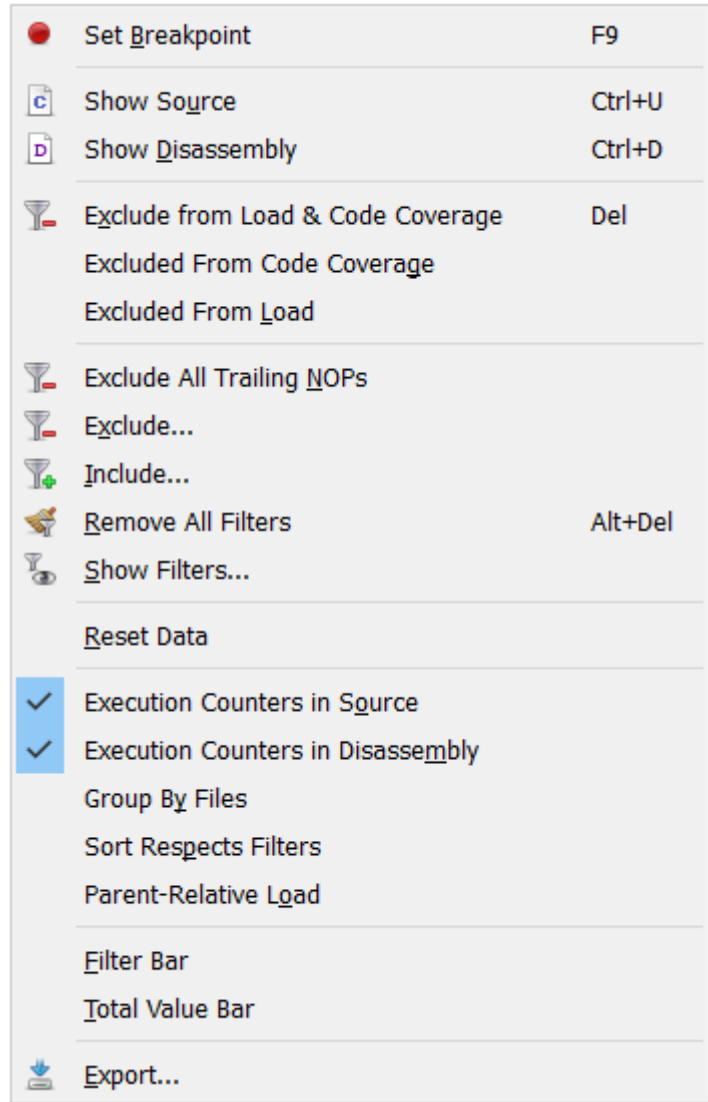 Set Breakpoint F9
C Show Source Ctrl+U
D Show Disassembly Ctrl+D
Exclude from Load & Code Coverage Del
Excluded From Code Coverage
Excluded From Load
Exclude All Trailing NOPs
Exclude...
Include...
Remove All Filters Alt+Del
Show Filters...
Reset Data
Execution Counters in Source
Execution Counters in Disassembly
Group By Files
Sort Respects Filters
Parent-Relative Load
Filter Bar
Total Value Bar
Export...